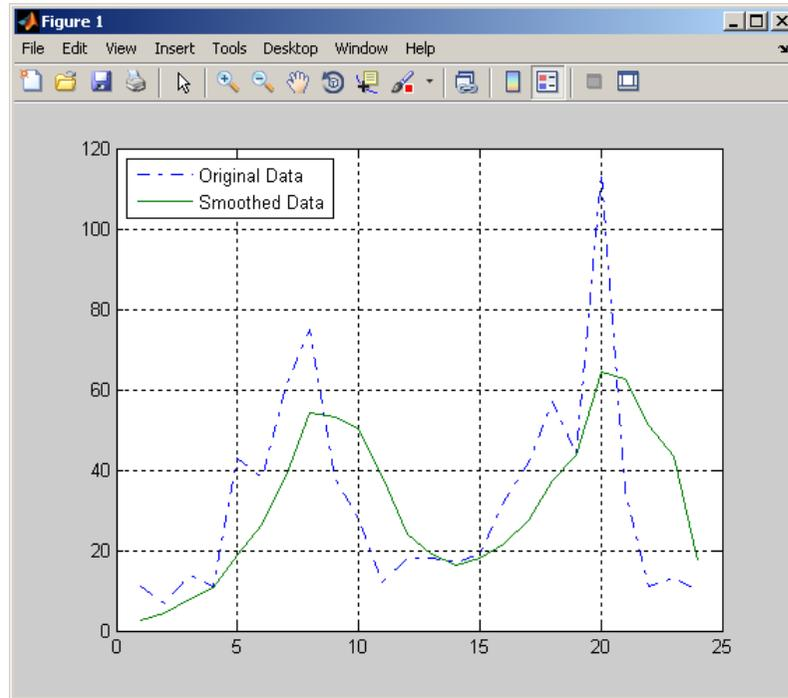 Figure 1
File Edit View Insert Tools Desktop Window Help
Original Data
Smoothed Data
120
100
80
60
40
20
0
0 5 10 15 20 25